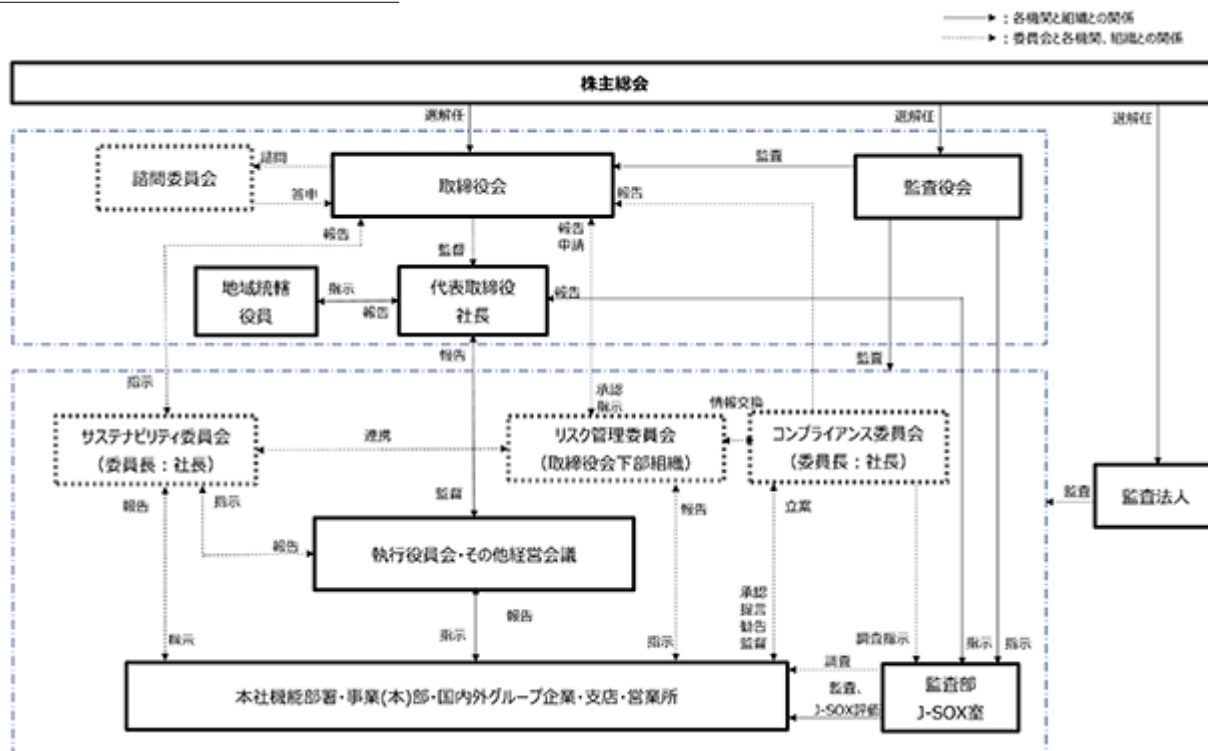 ：各機関と組織との関係
：委員会と各機関、組織との関係
株主総会
選解任
選解任
選解任
諮問委員会
諮問
答申
取締役会
監査
報告
監査役会
報告
監督
報告
申請
地域統轄
役員
指示
報告
代表取締役
社長
報告
報告
監査
指示
承認
指示
情報交換
サステナビリティ委員会
（委員長：社長）
連携
リスク管理委員会
（取締役会下部組織）
コンプライアンス委員会
（委員長：社長）
監査
監査法人
報告
指示
監督
報告
立案
報告
執行役員会・その他経営会議
報告
指示
指示
指示
承認
提言
勧告
監督
調査指示
指示
指示
本社機能部署・事業(本)部・国内外グループ企業・支店・営業所
調査
監査、
J-SOX評価
監査部
J-SOX室